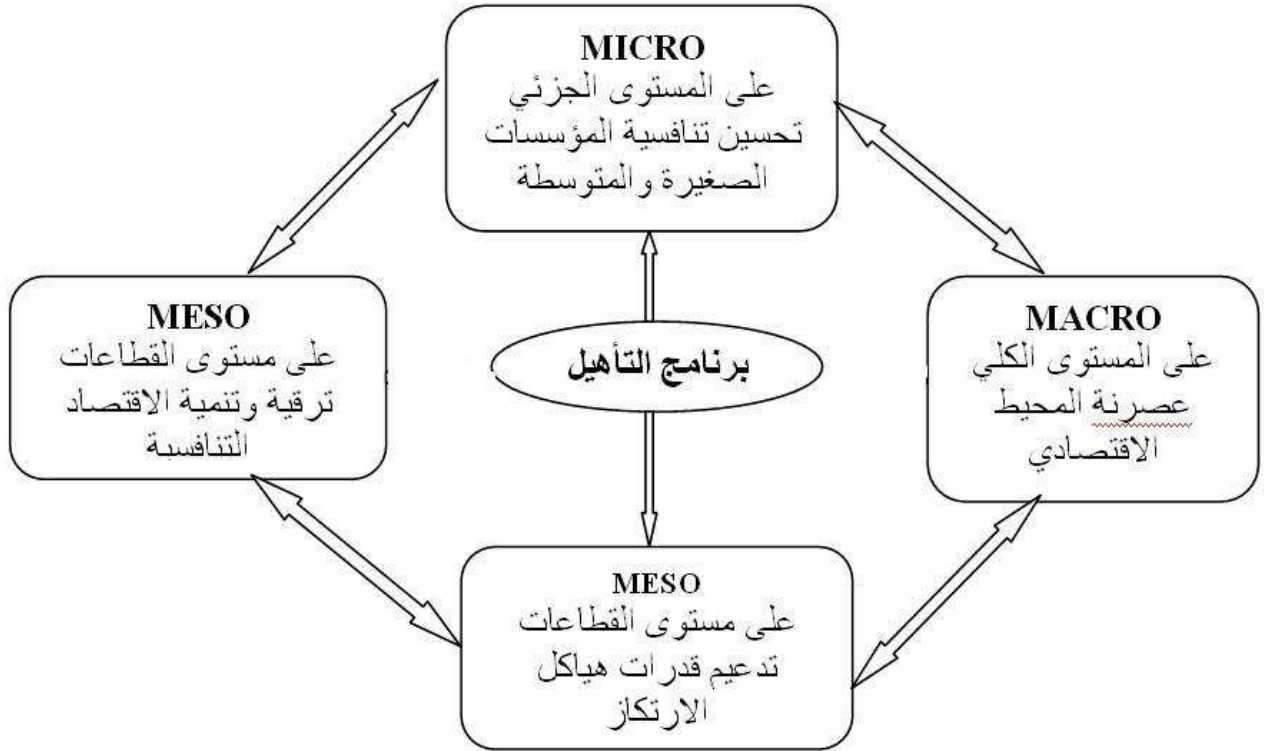 MICRO
على المستوى الجزئي
تحسين تنافسية المؤسسات
الصغيرة والمتوسطة
MACRO
على المستوى الكلي
عصرنة المحيط
الاقتصادي
برنامج التأهيل
MESO
على مستوى القطاعات
ترقية وتنمية الاقتصاد
التنافسية
MESO
على مستوى القطاعات
تدعيم قدرات هياكل
الارتكاز